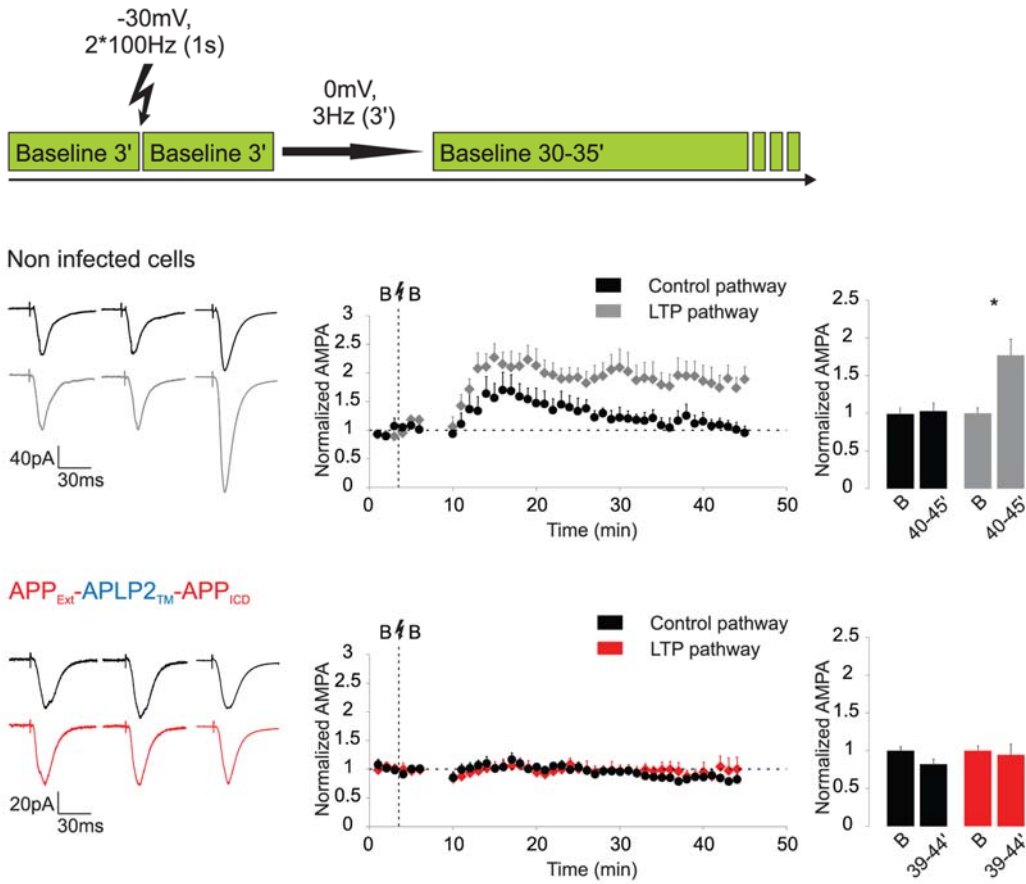 -30mV,
2*100Hz (1s)
0mV,
3Hz (3')
Baseline 3' Baseline 3' Baseline 30-35'
Non infected cells
40pA
30ms
B B
Control pathway
LTP pathway
Normalized AMPA
3
2.5
2
1.5
1
0.5
0
0 10 20 30 40 50
Time (min)
Normalized AMPA
2.5
2
1.5
1
0.5
0
*
B 40-45' B 40-45'
APPExt-APLP2TM-APPICD
20pA
30ms
B B
Control pathway
LTP pathway
Normalized AMPA
3
2.5
2
1.5
1
0.5
0
0 10 20 30 40 50
Time (min)
Normalized AMPA
2.5
2
1.5
1
0.5
0
B 39-44' B 39-44'